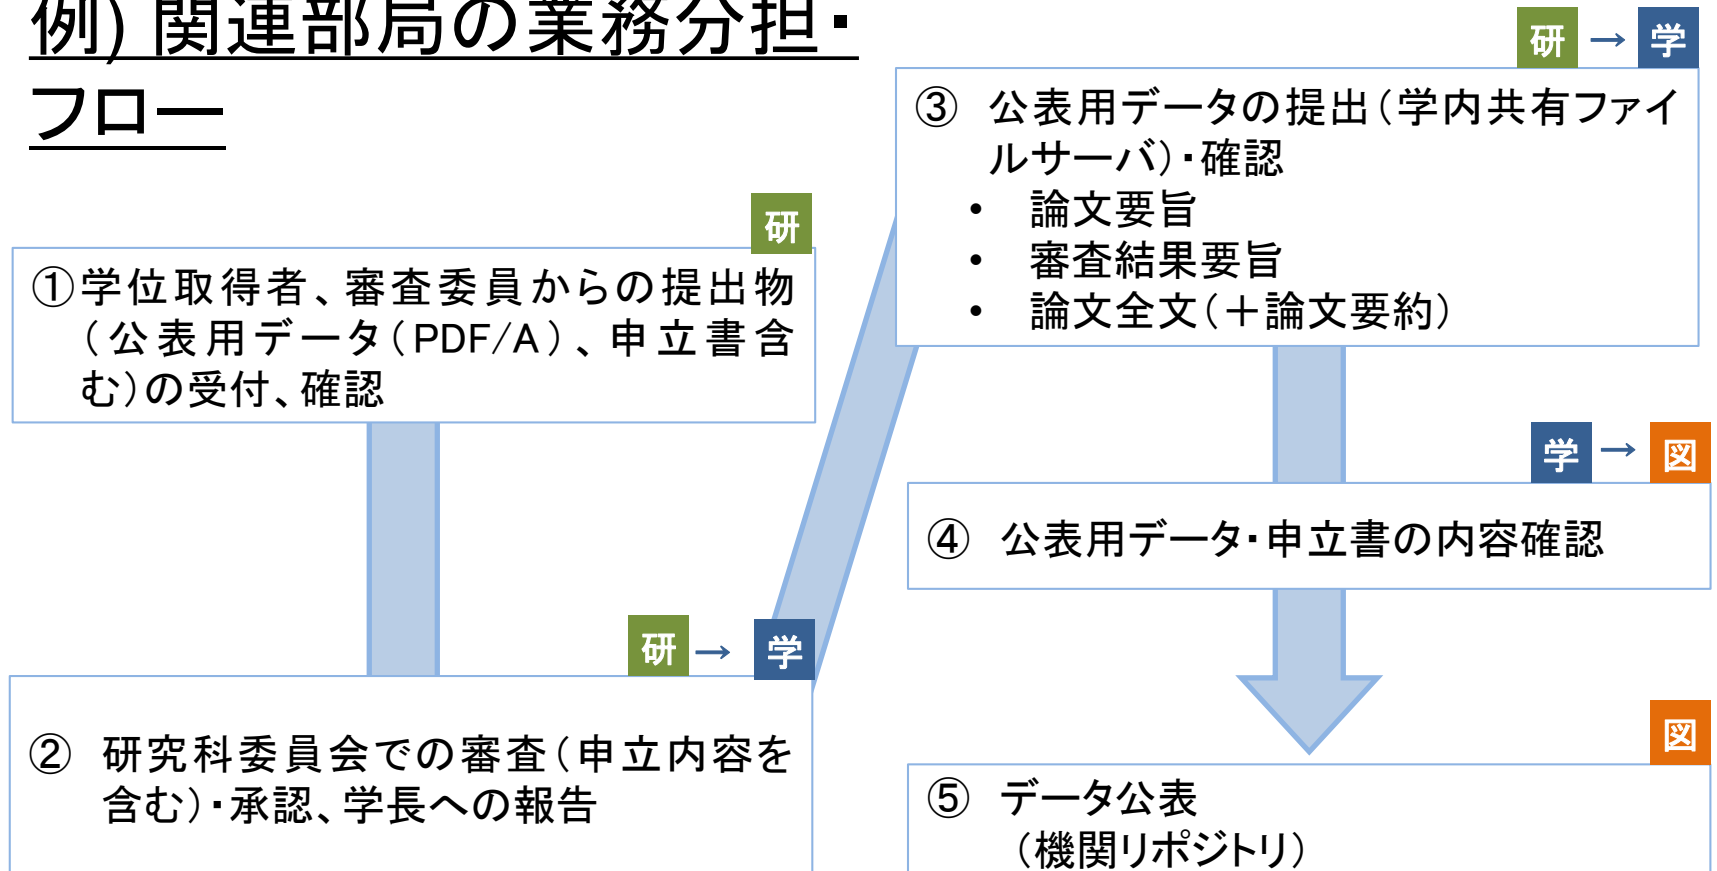 例) 関連部局の業務分担・
フロー
研
①学位取得者、審査委員からの提出物
（公表用データ（PDF/A）、申立書含
む）の受付、確認
研 → 学
② 研究科委員会での審査（申立内容を
含む）・承認、学長への報告
研 → 学
③ 公表用データの提出（学内共有ファイ
ルサーバ）・確認
• 論文要旨
• 審査結果要旨
• 論文全文（＋論文要約）
学 → 図
④ 公表用データ・申立書の内容確認
図
⑤ データ公表
（機関リポジトリ）